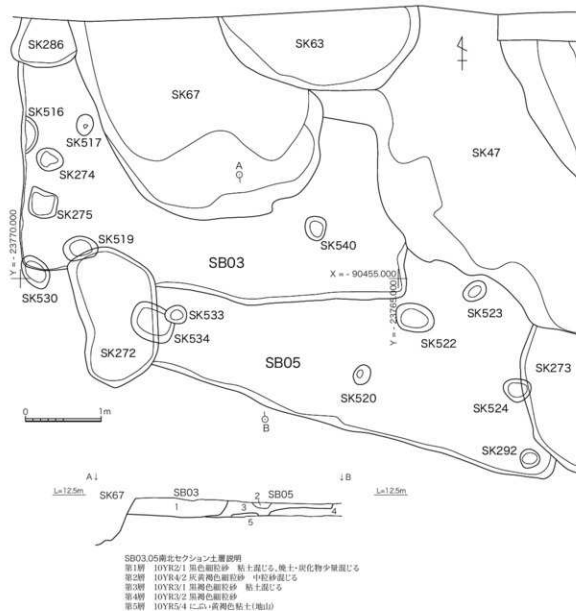 SK286
SK63
SK67
SK516
SK517
SK274
SK47
A
SK275
SK519
SK540
Y = - 23770.000
SB03
X = - 90455.000
SK530
SK523
SK533
Y = - 23765.000
SK534
SK522
SK272
SB05
SK273
SK520
SK524
0 1m
B
SK292
A↓ ↓B
L=12.5m SK67 SB03 2 SB05 L=12.5m
1 3 4
5
SB03,05南北セクション土層説明
第1層 10YR2/1 黒色細粒砂 粘土混じる、焼土・炭化物少量混じる
第2層 10YR4/2 灰黄褐色細粒砂 中粒砂混じる
第3層 10YR3/1 黒褐色細粒砂 粘土混じる
第4層 10YR3/2 黒褐色細粒砂
第5層 10YR5/4 にぶい黄褐色粘土(地山)